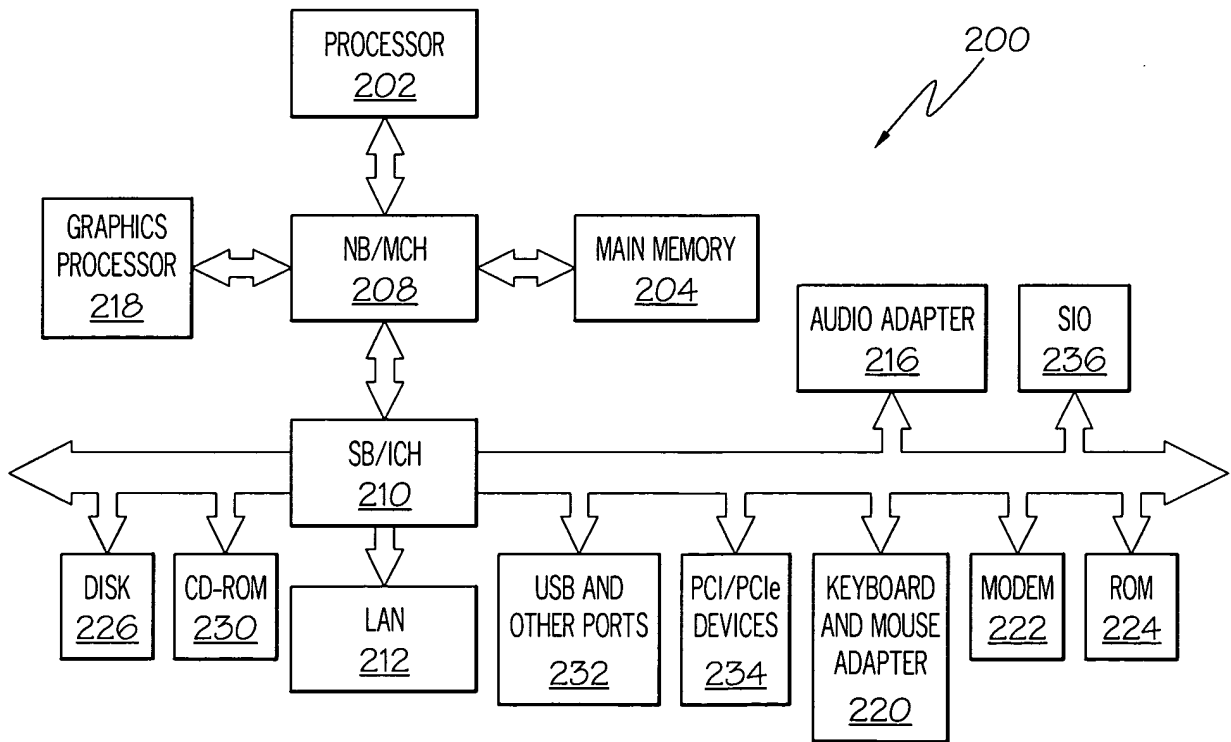 PROCESSOR
202
200
GRAPHICS
PROCESSOR
218
NB/MCH
208
MAIN MEMORY
204
AUDIO ADAPTER
216
SIO
236
SB/ICH
210
DISK
226
CD-ROM
230
LAN
212
USB AND
OTHER PORTS
232
PCI/PCIe
DEVICES
234
KEYBOARD
AND MOUSE
ADAPTER
220
MODEM
222
ROM
224